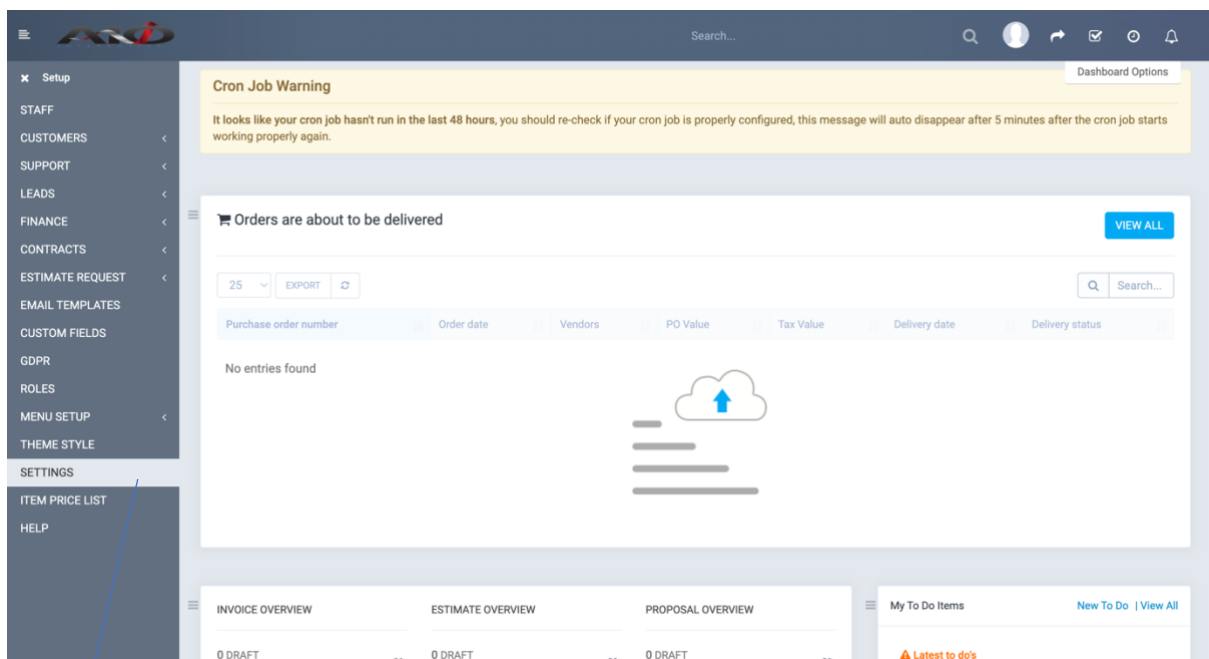 Search...
Dashboard Options
Setup
STAFF
CUSTOMERS
SUPPORT
LEADS
FINANCE
CONTRACTS
ESTIMATE REQUEST
EMAIL TEMPLATES
CUSTOM FIELDS
GDPR
ROLES
MENU SETUP
THEME STYLE
SETTINGS
ITEM PRICE LIST
HELP
Cron Job Warning
It looks like your cron job hasn't run in the last 48 hours, you should re-check if your cron job is properly configured, this message will auto disappear after 5 minutes after the cron job starts
working properly again.
Orders are about to be delivered
VIEW ALL
25 EXPORT
Search...
Purchase order number Order date Vendors PO Value Tax Value Delivery date Delivery status
No entries found
INVOICE OVERVIEW ESTIMATE OVERVIEW PROPOSAL OVERVIEW
0 DRAFT 0 DRAFT 0 DRAFT
My To Do Items New To Do | View All
Latest to do's